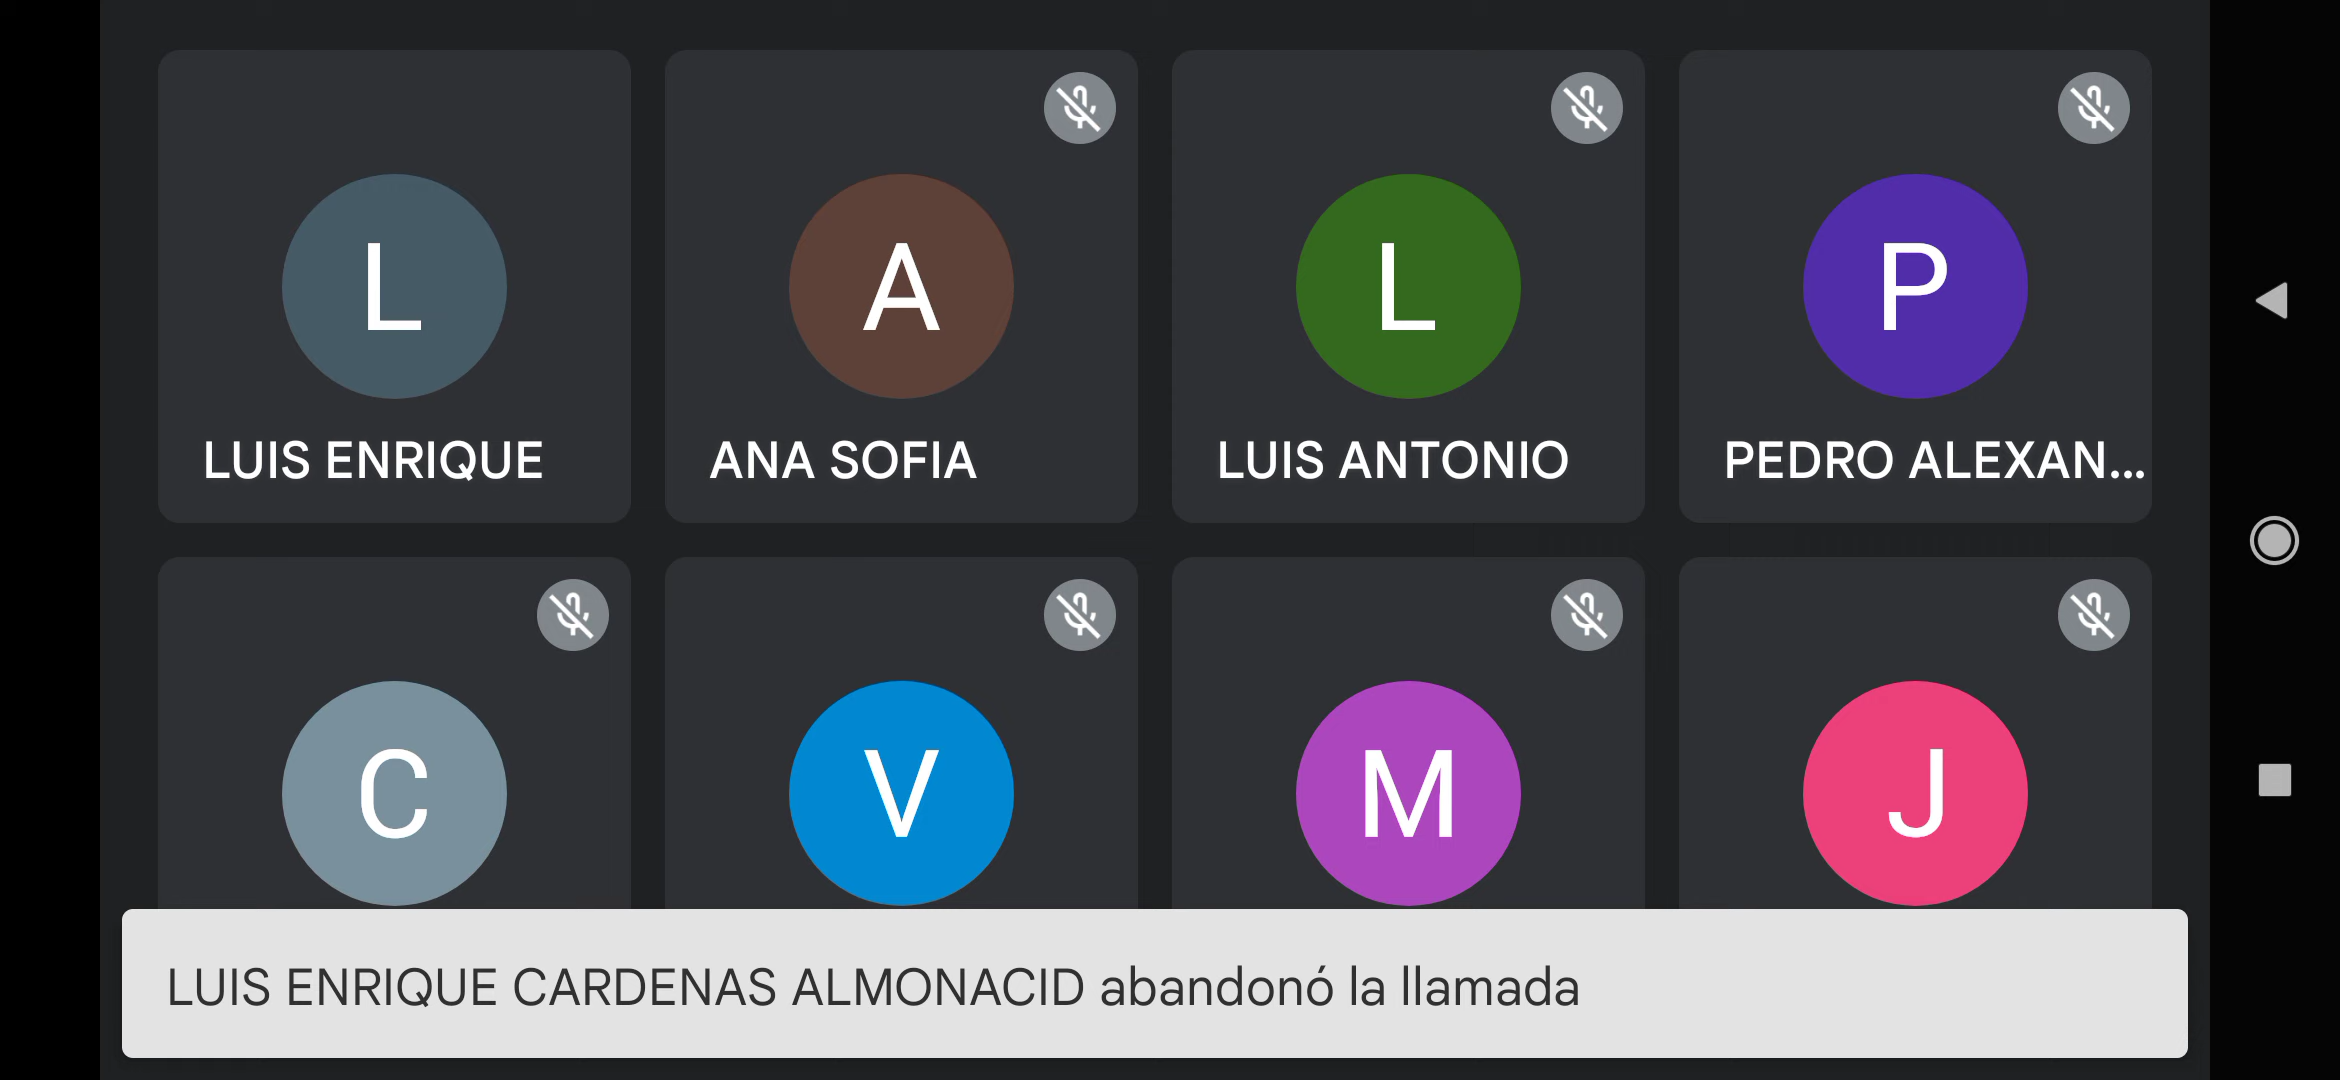 L
A
L
P
LUIS ENRIQUE
ANA SOFIA
LUIS ANTONIO
PEDRO ALEXAN...
C
V
M
J
LUIS ENRIQUE CARDENAS ALMONACID abandonó la llamada